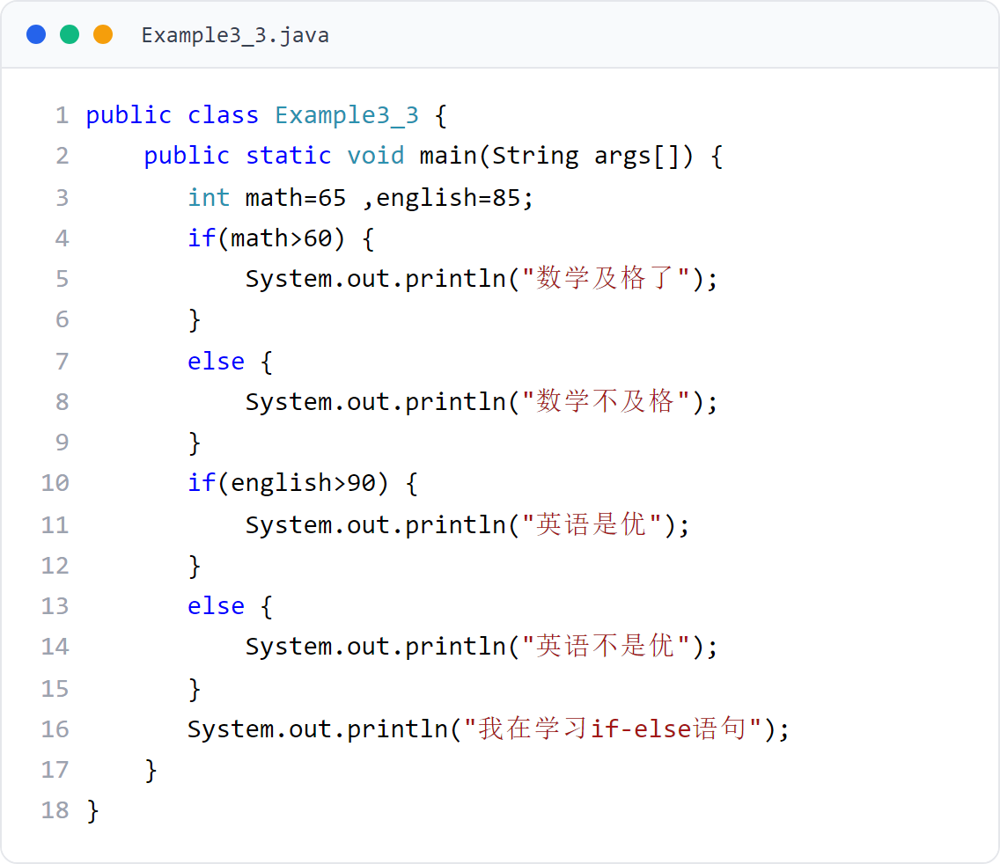 Example3_3.java
1 public class Example3_3 {
2     public static void main(String args[]) {
3        int math=65 ,english=85;
4        if(math>60) {
5            System.out.println("数学及格了");
6        }
7        else {
8            System.out.println("数学不及格");
9        }
10        if(english>90) {
11            System.out.println("英语是优");
12        }
13        else {
14            System.out.println("英语不是优");
15        }
16        System.out.println("我在学习if-else语句");
17     }
18 }